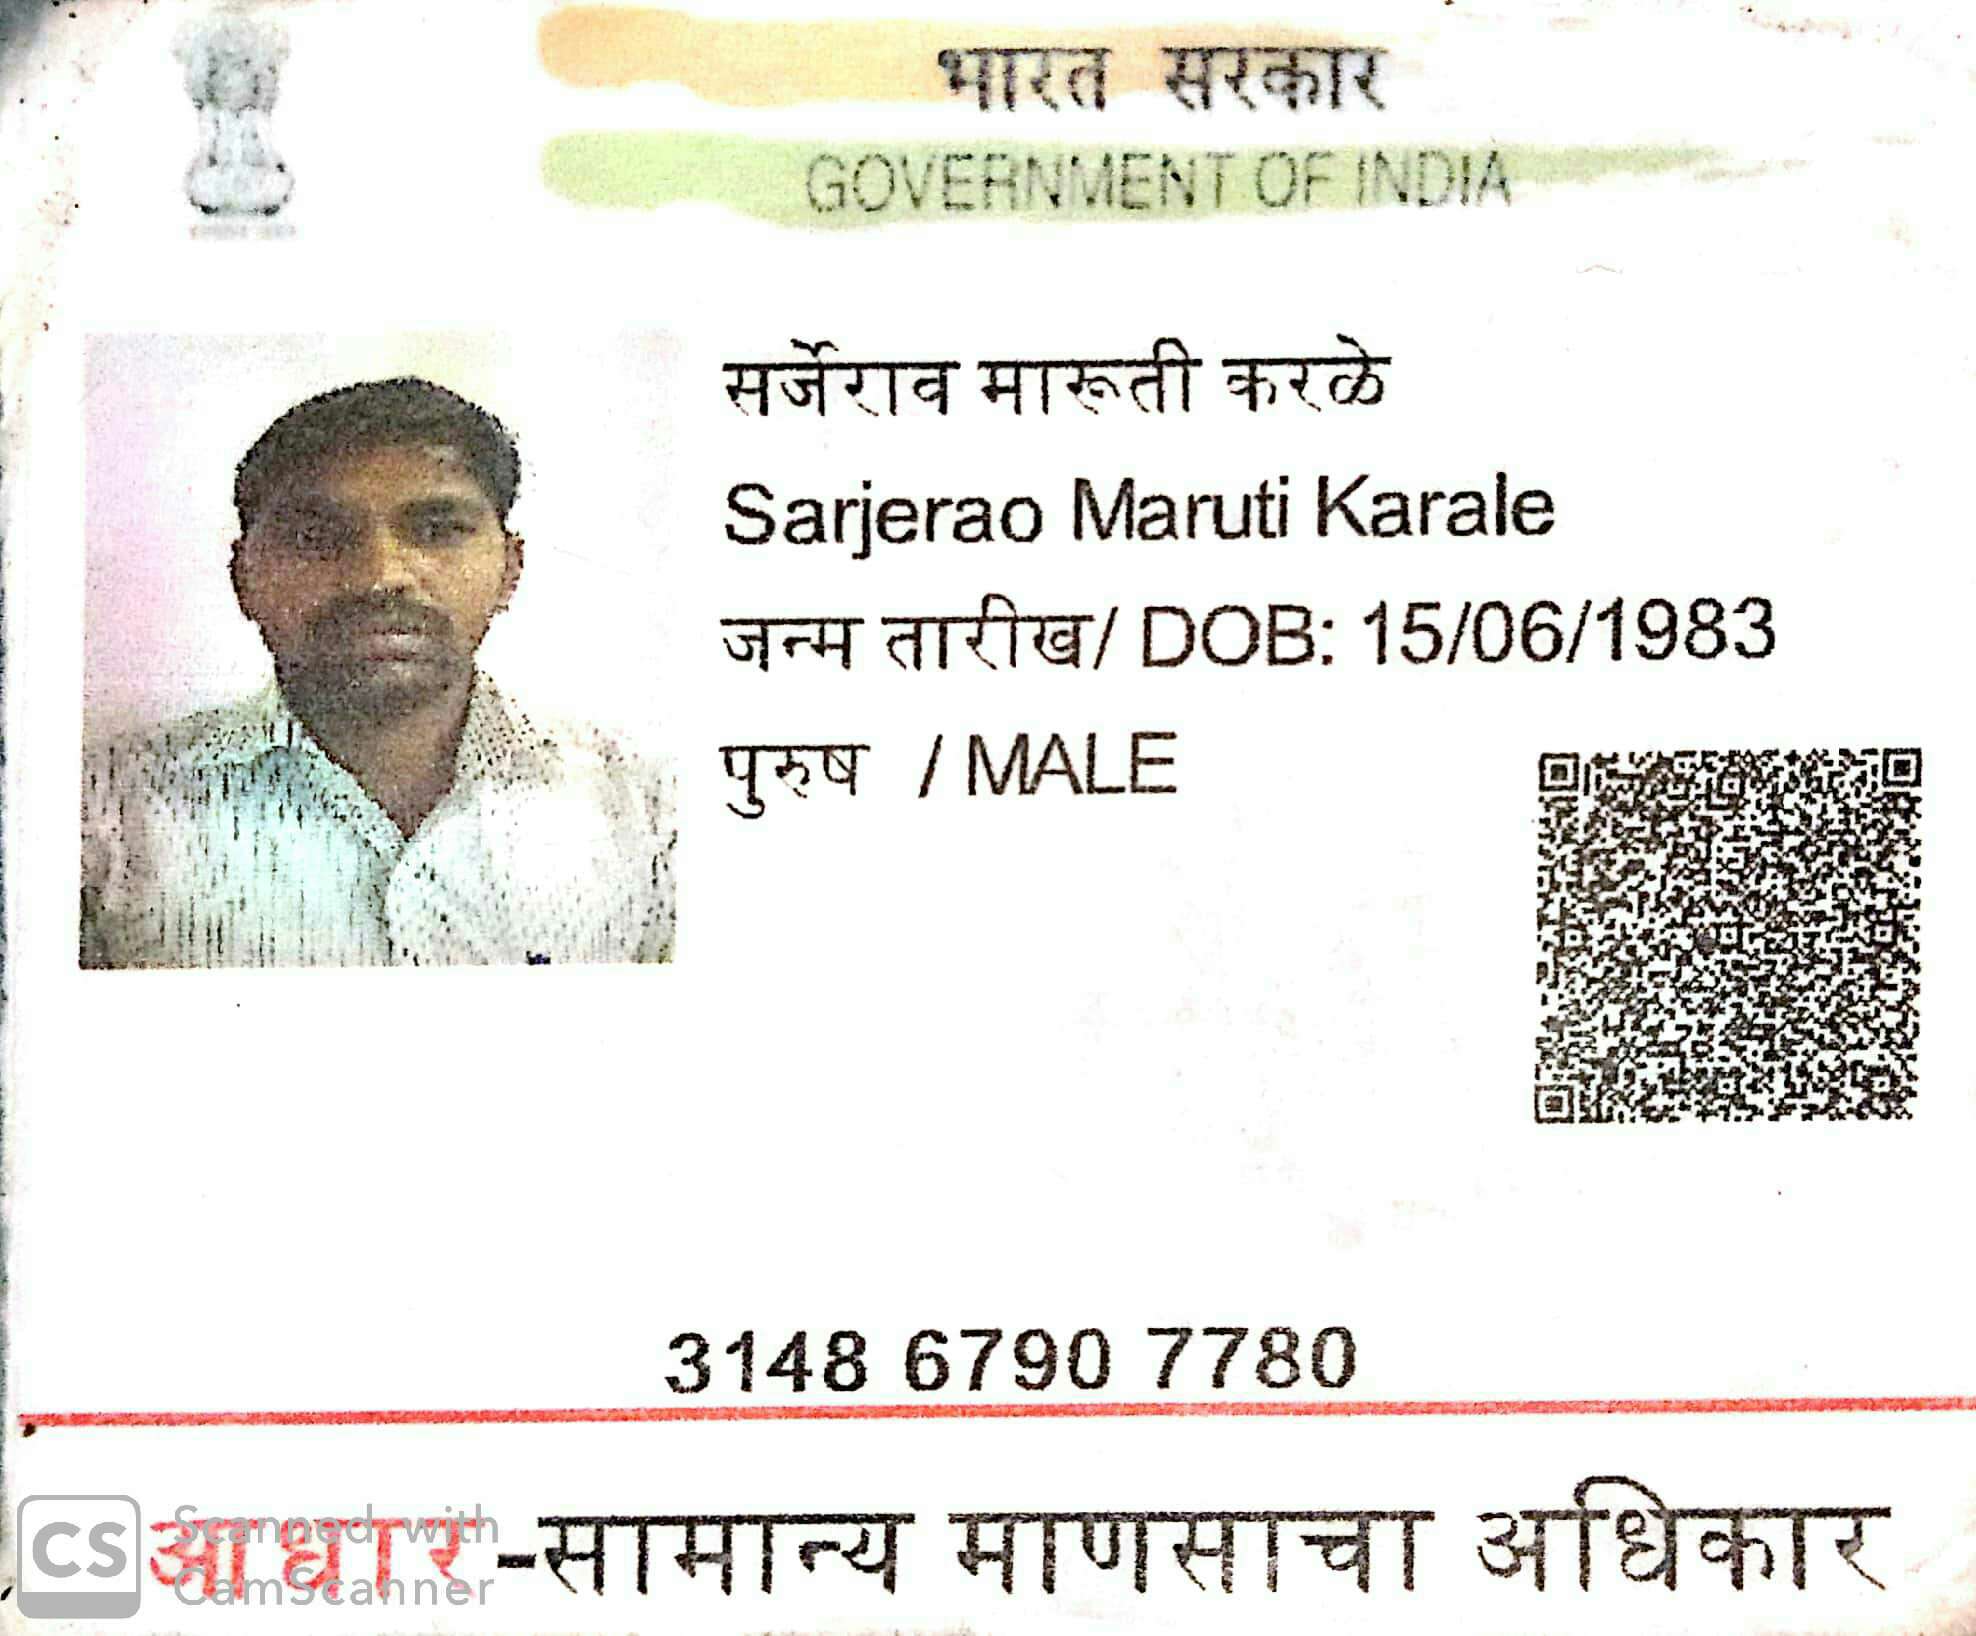 भारत सरकार
GOVERNMENT OF INDIA
सर्जेराव मारूती करळे
Sarjerao Maruti Karale
जन्म तारीख/ DOB: 15/06/1983
पुरुष / MALE
3148 6790 7780
आधार-सामान्य माणसाचा अधिकार
CS Scanned with
CamScanner